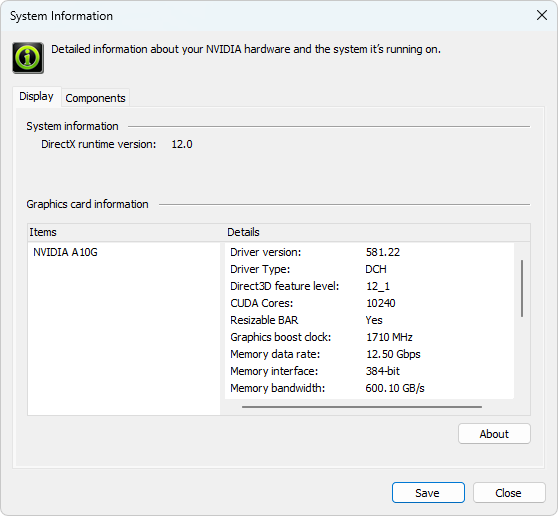 System Information
Detailed information about your NVIDIA hardware and the system it's running on.
Display Components
System information
DirectX runtime version: 12.0
Graphics card information
Items Details
NVIDIA A10G
Driver version: 581.22
Driver Type: DCH
Direct3D feature level: 12_1
CUDA Cores: 10240
Resizable BAR Yes
Graphics boost clock: 1710 MHz
Memory data rate: 12.50 Gbps
Memory interface: 384-bit
Memory bandwidth: 600.10 GB/s
About
Save Close